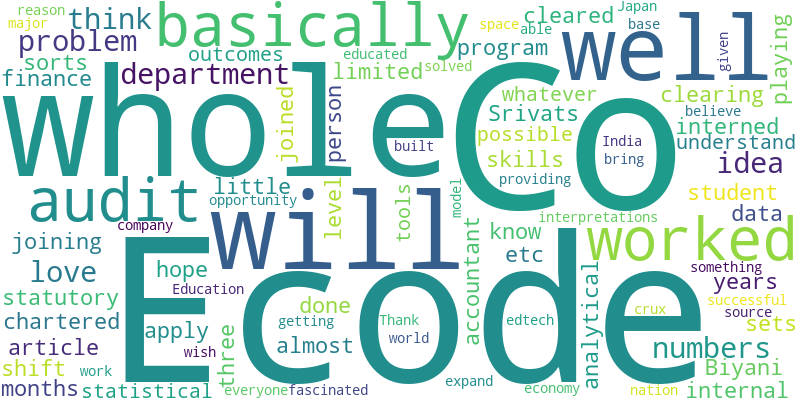 reason
major
think
basically
cleared
Japan
space
able
base
problem
outcomes
well
given
playing
sorts
educated
program
finance
department
limited
solved
whole
Co
joined
person
whatever
clearing
Srivats
believe
possible
interned
built
India
understand
skills
bring
idea
audit
little
providing
student
opportunity
will
level
tools
model
interpretations
data
company
joining
accountant
know
worked
Ecode
love
hope
etc
something
Education
years
statutory
done
analytical
successful
source
chartered
apply
getting
Thank
edtech
crux
sets
article
wish
three
almost
world
numbers
shift
work
expand
Biyani
months
statistical
everyone
fascinated
economy
nation
internal